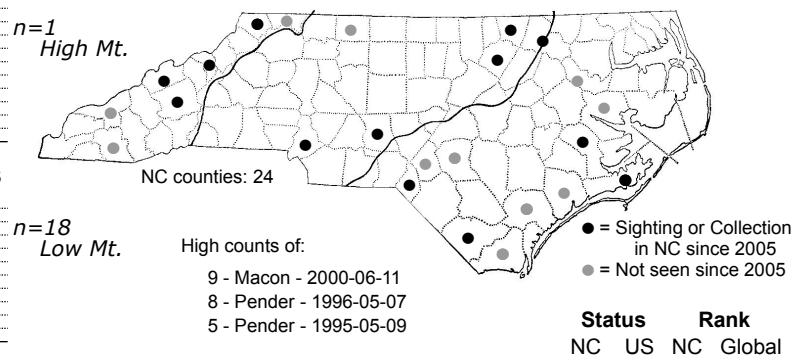 n=1
High Mt.
NC counties: 24
n=18
Low Mt.
High counts of:
9 - Macon - 2000-06-11
8 - Pender - 1996-05-07
5 - Pender - 1995-05-09
● = Sighting or Collection
in NC since 2005
● = Not seen since 2005
Status Rank
NC US NC Global